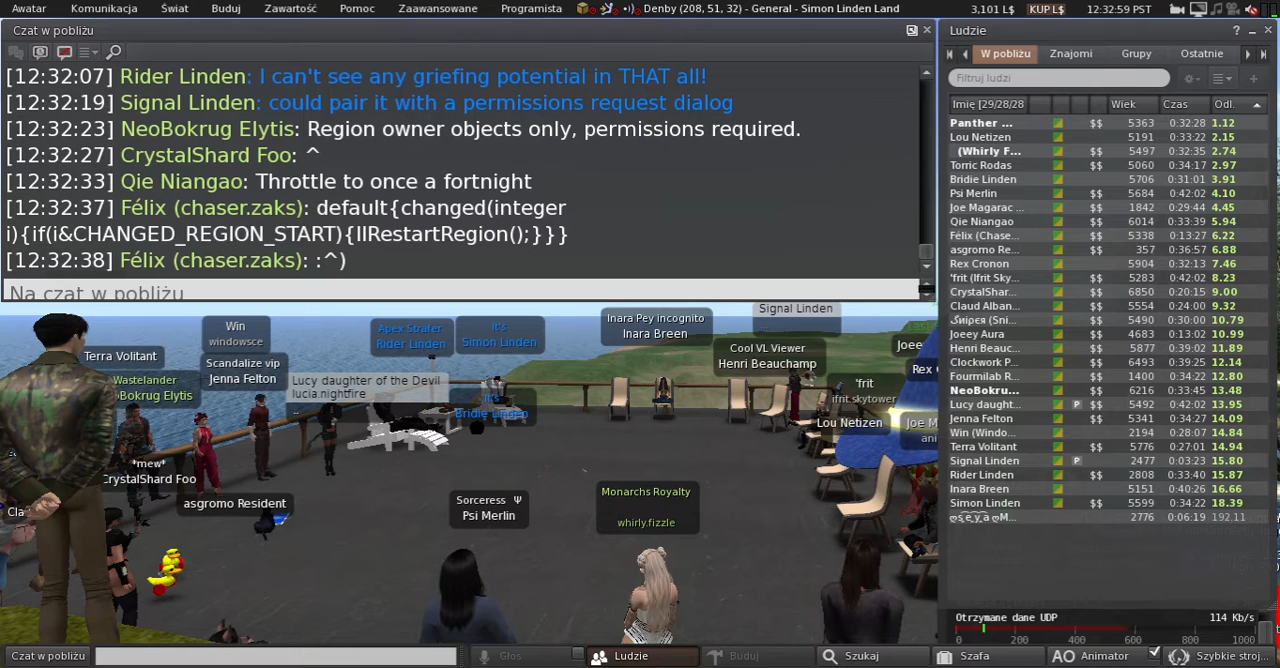 Awatar Komunikacja Świat Buduj Zawartość Pomoc Zaawansowane Programista Denby (208, 51, 32) - General - Simon Linden Land 3,101 L$ KUP L$ 12:32:59 PST
Czat w pobliżu
[12:32:07] Rider Linden: I can't see any griefing potential in THAT all!
[12:32:19] Signal Linden: could pair it with a permissions request dialog
[12:32:23] NeoBokrug Elytis: Region owner objects only, permissions required.
[12:32:27] CrystalShard Foo: ^
[12:32:33] Qie Niangao: Throttle to once a fortnight
[12:32:37] Félix (chaser.zaks): default{changed(integer
i){if(i&CHANGED_REGION_START){llRestartRegion();}}}
[12:32:38] Félix (chaser.zaks): :^)
Na czat w pobliżu
Signal Linden
Inara Pey incognito
Inara Breen
Win
windowsce
Apex Strafer
Rider Linden
It's
Simon Linden
Terra Volitant
Scandalize vip
Jenna Felton
Cool VL Viewer
Henri Beauchamp
Joee
Rex C
Wastelander
oBokrug Elytis
Lucy daughter of the Devil
lucia.nightfire
'frit
ifnit skytower
It's
Bridie Linden
Lou Netizen
Joe M
ani
*mew*
CrystalShard Foo
Cla
asgromo Resident
Sorceress Ψ
Psi Merlin
Monarchs Royalty
whirly.fizzle
Ludzie
W pobliżu Znajomi Grupy Ostatnie
Filtruj ludzi
Imię [29/28/28 Wiek Czas Odl.
Panther ... $$ 5363 0:32:28 1.12
Lou Netizen 5191 0:33:22 2.15
(Whirly F... $$ 5497 0:32:35 2.74
Torric Rodas $$ 5060 0:34:17 2.97
Bridie Linden 5706 0:31:01 3.91
Psi Merlin $$ 5684 0:42:02 4.10
Joe Magarac ... $$ 1842 0:29:44 4.45
Qie Niangao $$ 6014 0:33:39 5.94
Félix (Chase... $$ 5338 0:13:27 6.22
asgromo Re... $$ 357 0:36:57 6.88
Rex Cronon 5904 0:32:13 7.46
'frit (Ifrit Sky... $$ 5283 0:42:02 8.23
CrystalShar... $$ 6850 0:20:15 9.00
Claud Alban... $$ 5554 0:24:00 9.32
(Sni... $$ 5490 0:30:00 10.79
Joeey Aura $$ 4683 0:13:02 10.99
Henri Beauc... $$ 5877 0:39:02 11.89
Clockwork P... $$ 6493 0:39:25 12.14
Fourmilab R... $$ 1400 0:34:22 12.80
NeoBokru... $$ 6216 0:33:45 13.48
Lucy daught... P $$ 5492 0:42:02 13.95
Jenna Felton $$ 5341 0:34:27 14.09
Win (Windo... 2194 0:28:07 14.84
Terra Volitant $$ 5776 0:27:01 14.94
Signal Linden P 2477 0:03:23 15.80
Rider Linden $$ 2808 0:33:40 15.87
Inara Breen 5151 0:40:26 16.66
Simon Linden $$ 5599 0:34:22 18.39
2776 0:06:19 192.11
Otrzymane dane UDP 114 Kb/s
0 200 400 600 800 1000
Czat w pobliżu Głos Ludzie Buduj Szukaj Szafa AO Animator Szybkie stroj...